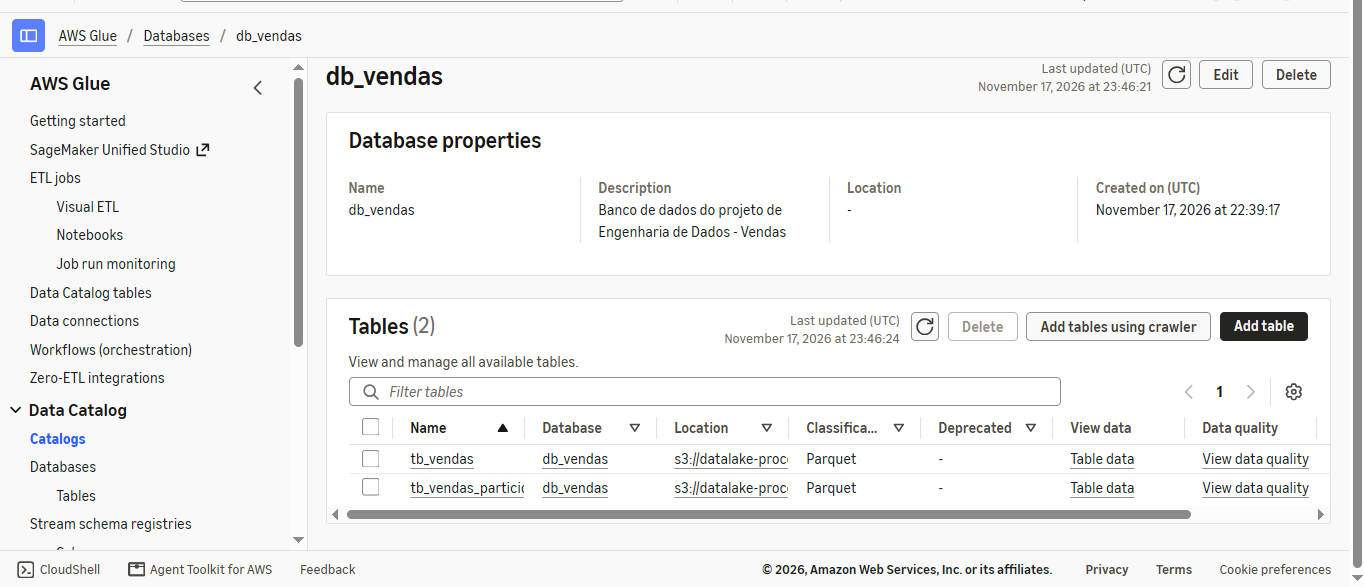 AWS Glue / Databases / db_vendas
AWS Glue
Getting started
SageMaker Unified Studio
ETL jobs
Visual ETL
Notebooks
Job run monitoring
Data Catalog tables
Data connections
Workflows (orchestration)
Zero-ETL integrations
Data Catalog
Catalogs
Databases
Tables
Stream schema registries
db_vendas
Last updated (UTC)
November 17, 2026 at 23:46:21
Edit
Delete
Database properties
Name
db_vendas
Description
Banco de dados do projeto de
Engenharia de Dados - Vendas
Location
-
Created on (UTC)
November 17, 2026 at 22:39:17
Tables (2)
Last updated (UTC)
November 17, 2026 at 23:46:24
Delete
Add tables using crawler
Add table
View and manage all available tables.
Filter tables
1
Name Database Location Classifica... Deprecated View data Data quality
tb_vendas db_vendas s3://datalake-proc Parquet - Table data View data quality
tb_vendas_partic db_vendas s3://datalake-proc Parquet - Table data View data quality
CloudShell Agent Toolkit for AWS Feedback © 2026, Amazon Web Services, Inc. or its affiliates. Privacy Terms Cookie preferences